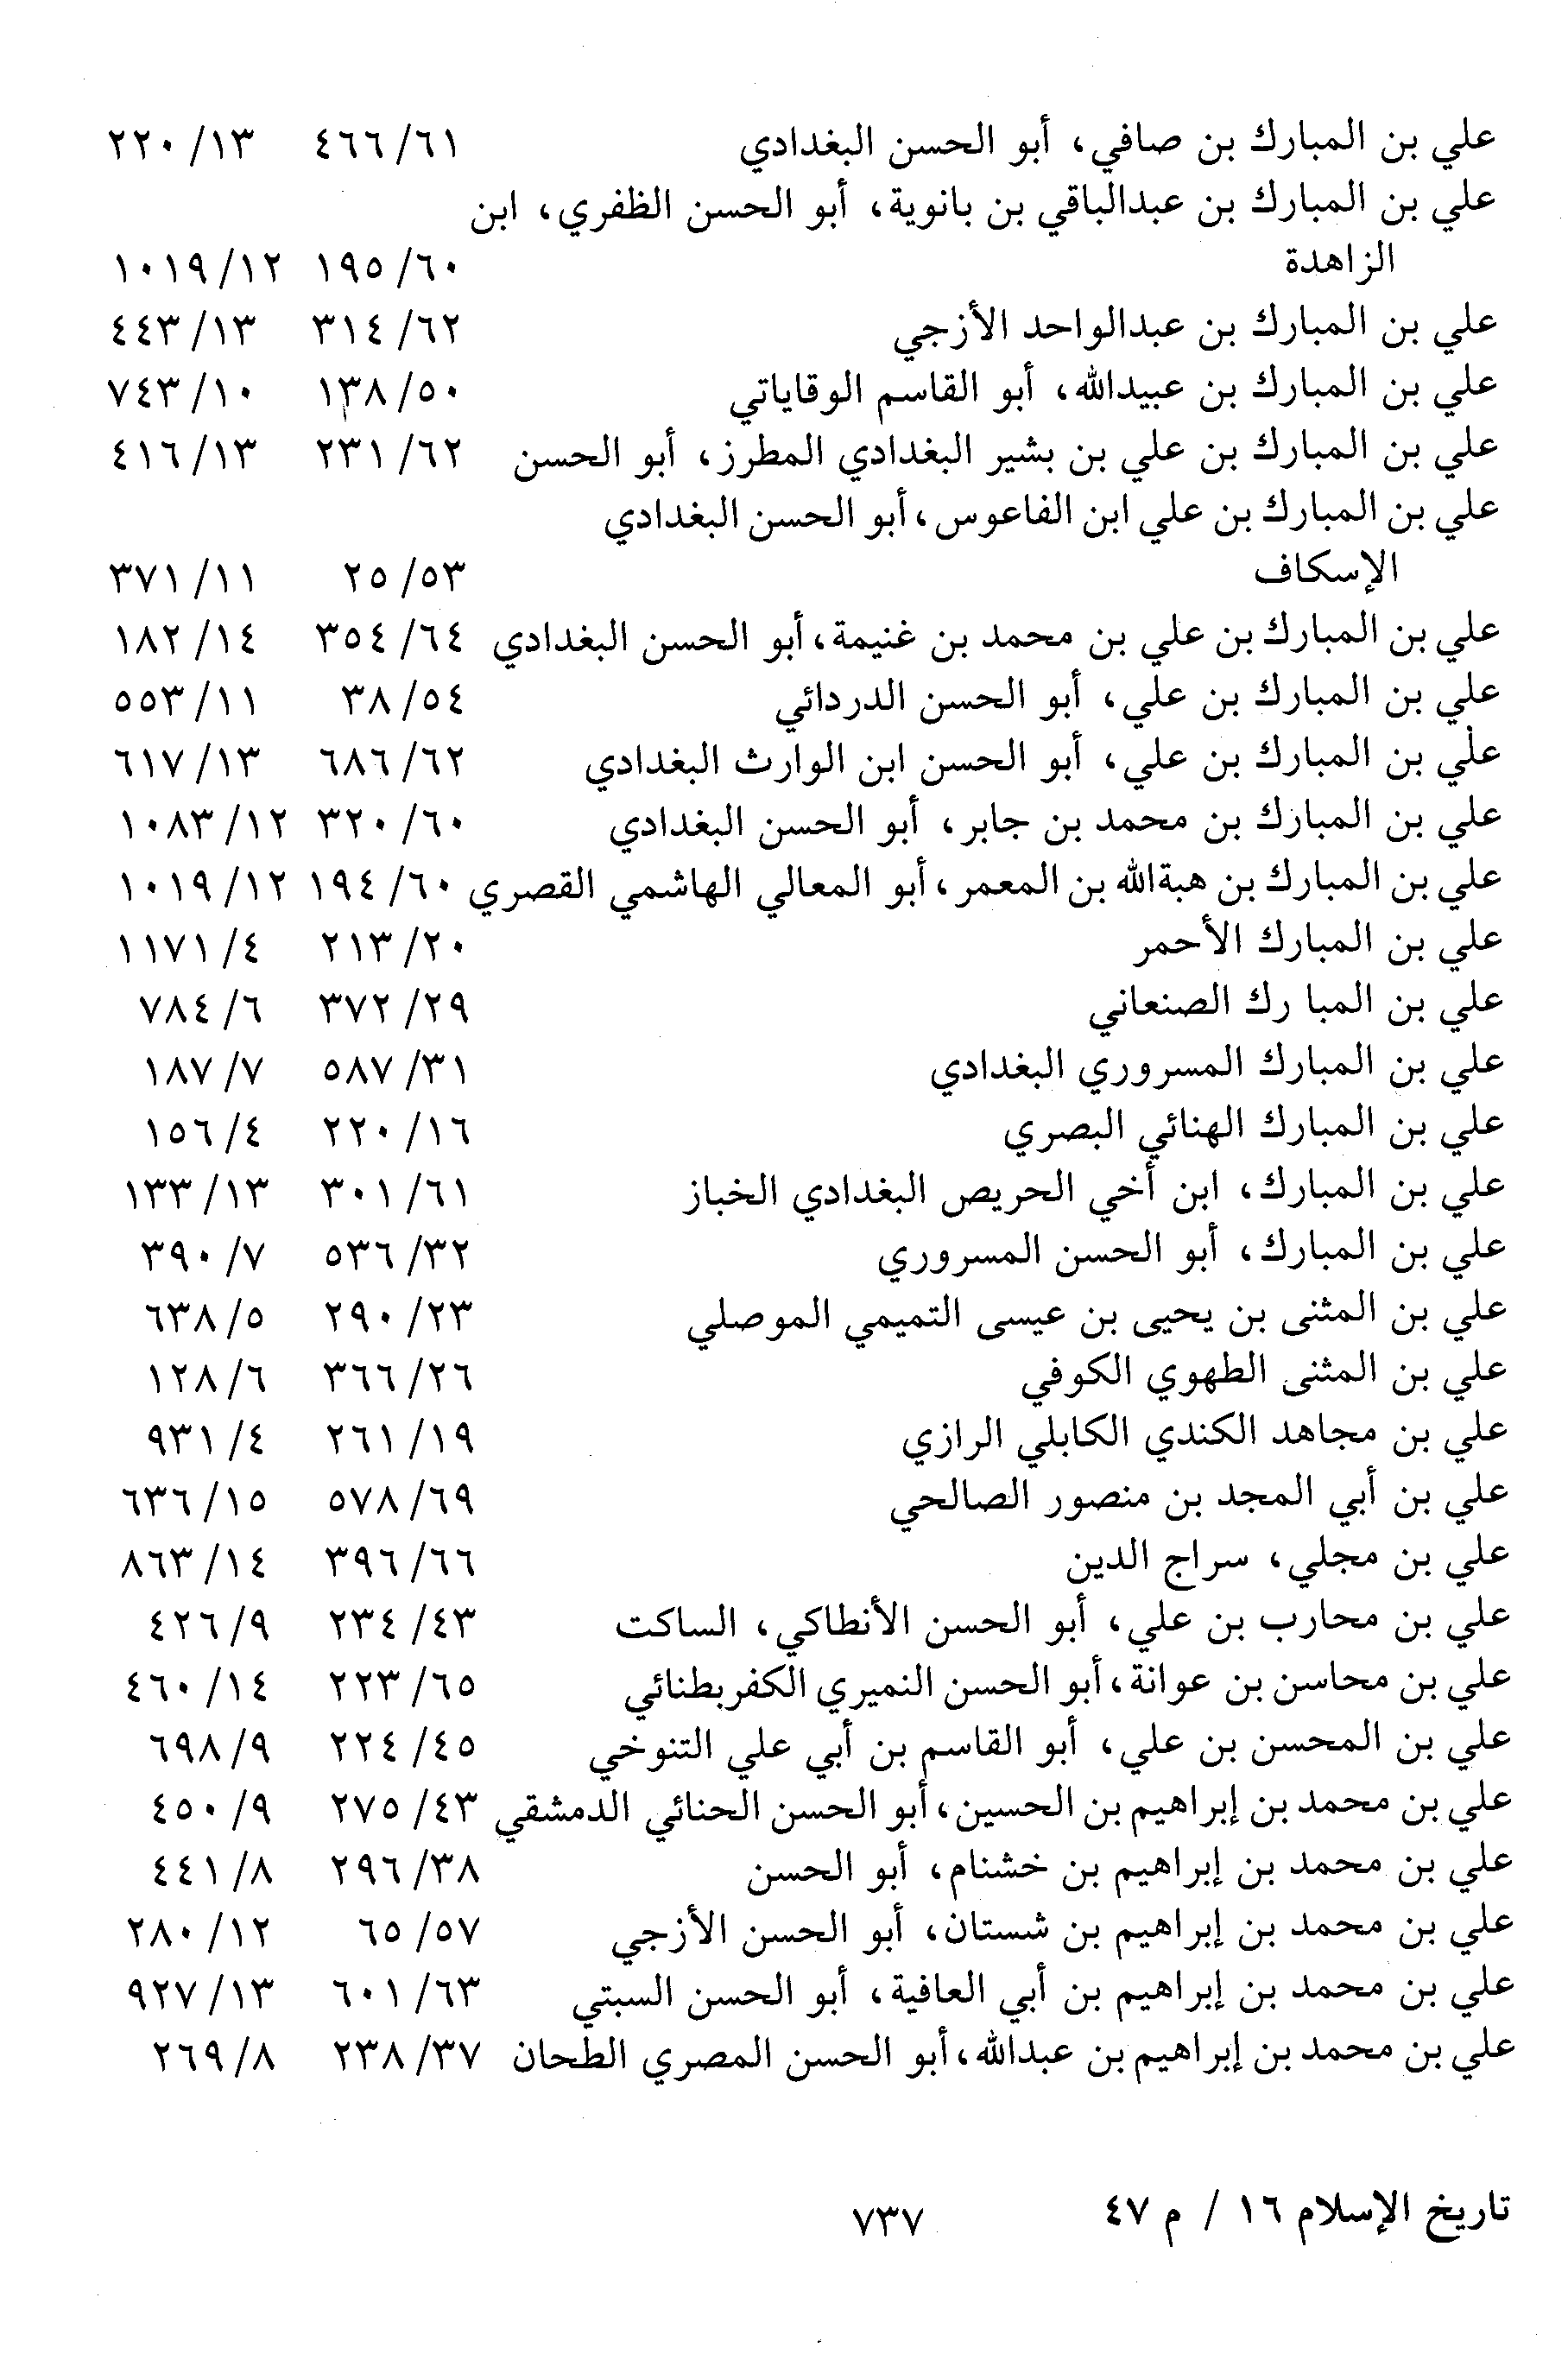 علي بن المبارك بن صافي، أبو الحسن البغدادي ٤٦٦/٦١ ٢٢٠/١٣
علي بن المبارك بن عبدالباقي بن بانوية، أبو الحسن الظفري، ابن
الزاهدة ١٩٥/٦٠ ١٠١٩/١٢
علي بن المبارك بن عبدالواحد الأزجي ٣١٤/٦٢ ٤٤٣/١٣
علي بن المبارك بن عبيدالله، أبو القاسم الوقاياتي ١٣٨/٥٠ ٧٤٣/١٠
علي بن المبارك بن علي بن بشير البغدادي المطرز، أبو الحسن ٢٣١/٦٢ ٤١٦/١٣
علي بن المبارك بن علي ابن الفاعوس، أبو الحسن البغدادي
الإسكاف ٢٥/٥٣ ٣٧١/١١
علي بن المبارك بن علي بن محمد بن غنيمة، أبو الحسن البغدادي ٣٥٤/٦٤ ١٨٢/١٤
علي بن المبارك بن علي، أبو الحسن الدردائي ٣٨/٥٤ ٥٥٣/١١
علي بن المبارك بن علي، أبو الحسن ابن الوارث البغدادي ٦٨٦/٦٢ ٦١٧/١٣
علي بن المبارك بن محمد بن جابر، أبو الحسن البغدادي ٣٢٠/٦٠ ١٠٨٣/١٢
علي بن المبارك بن هبةالله بن المعمر، أبو المعالي الهاشمي القصري ١٩٤/٦٠ ١٠١٩/١٢
علي بن المبارك الأحمر ٢١٣/٢٠ ١١٧١/٤
علي بن المبا رك الصنعاني ٣٧٢/٢٩ ٧٨٤/٦
علي بن المبارك المسروري البغدادي ٥٨٧/٣١ ١٨٧/٧
علي بن المبارك الهنائي البصري ٢٢٠/١٦ ١٥٦/٤
علي بن المبارك، ابن أخي الحريص البغدادي الخباز ٣٠١/٦١ ١٣٣/١٣
علي بن المبارك، أبو الحسن المسروري ٥٣٦/٣٢ ٣٩٠/٧
علي بن المثنى بن يحيى بن عيسى التميمي الموصلي ٢٩٠/٢٣ ٦٣٨/٥
علي بن المثنى الطهوي الكوفي ٣٦٦/٢٦ ١٢٨/٦
علي بن مجاهد الكندي الكابلي الرازي ٢٦١/١٩ ٩٣١/٤
علي بن أبي المجد بن منصور الصالحي ٥٧٨/٦٩ ٦٣٦/١٥
علي بن مجلي، سراج الدين ٣٩٦/٦٦ ٨٦٣/١٤
علي بن محارب بن علي، أبو الحسن الأنطاكي، الساكت ٢٣٤/٤٣ ٤٢٦/٩
علي بن محاسن بن عوانة، أبو الحسن النميري الكفربطنائي ٢٢٣/٦٥ ٤٦٠/١٤
علي بن المحسن بن علي، أبو القاسم بن أبي علي التنوخي ٢٢٤/٤٥ ٦٩٨/٩
علي بن محمد بن إبراهيم بن الحسين، أبو الحسن الحنائي الدمشقي ٢٧٥/٤٣ ٤٥٠/٩
علي بن محمد بن إبراهيم بن خشنام، أبو الحسن ٢٩٦/٣٨ ٤٤١/٨
علي بن محمد بن إبراهيم بن شستان، أبو الحسن الأزجي ٦٥/٥٧ ٢٨٠/١٢
علي بن محمد بن إبراهيم بن أبي العافية، أبو الحسن السبتي ٦٠١/٦٣ ٩٢٧/١٣
علي بن محمد بن إبراهيم بن عبدالله، أبو الحسن المصري الطحان ٢٣٨/٣٧ ٢٦٩/٨
تاريخ الإسلام ١٦ / م ٤٧ ٧٣٧